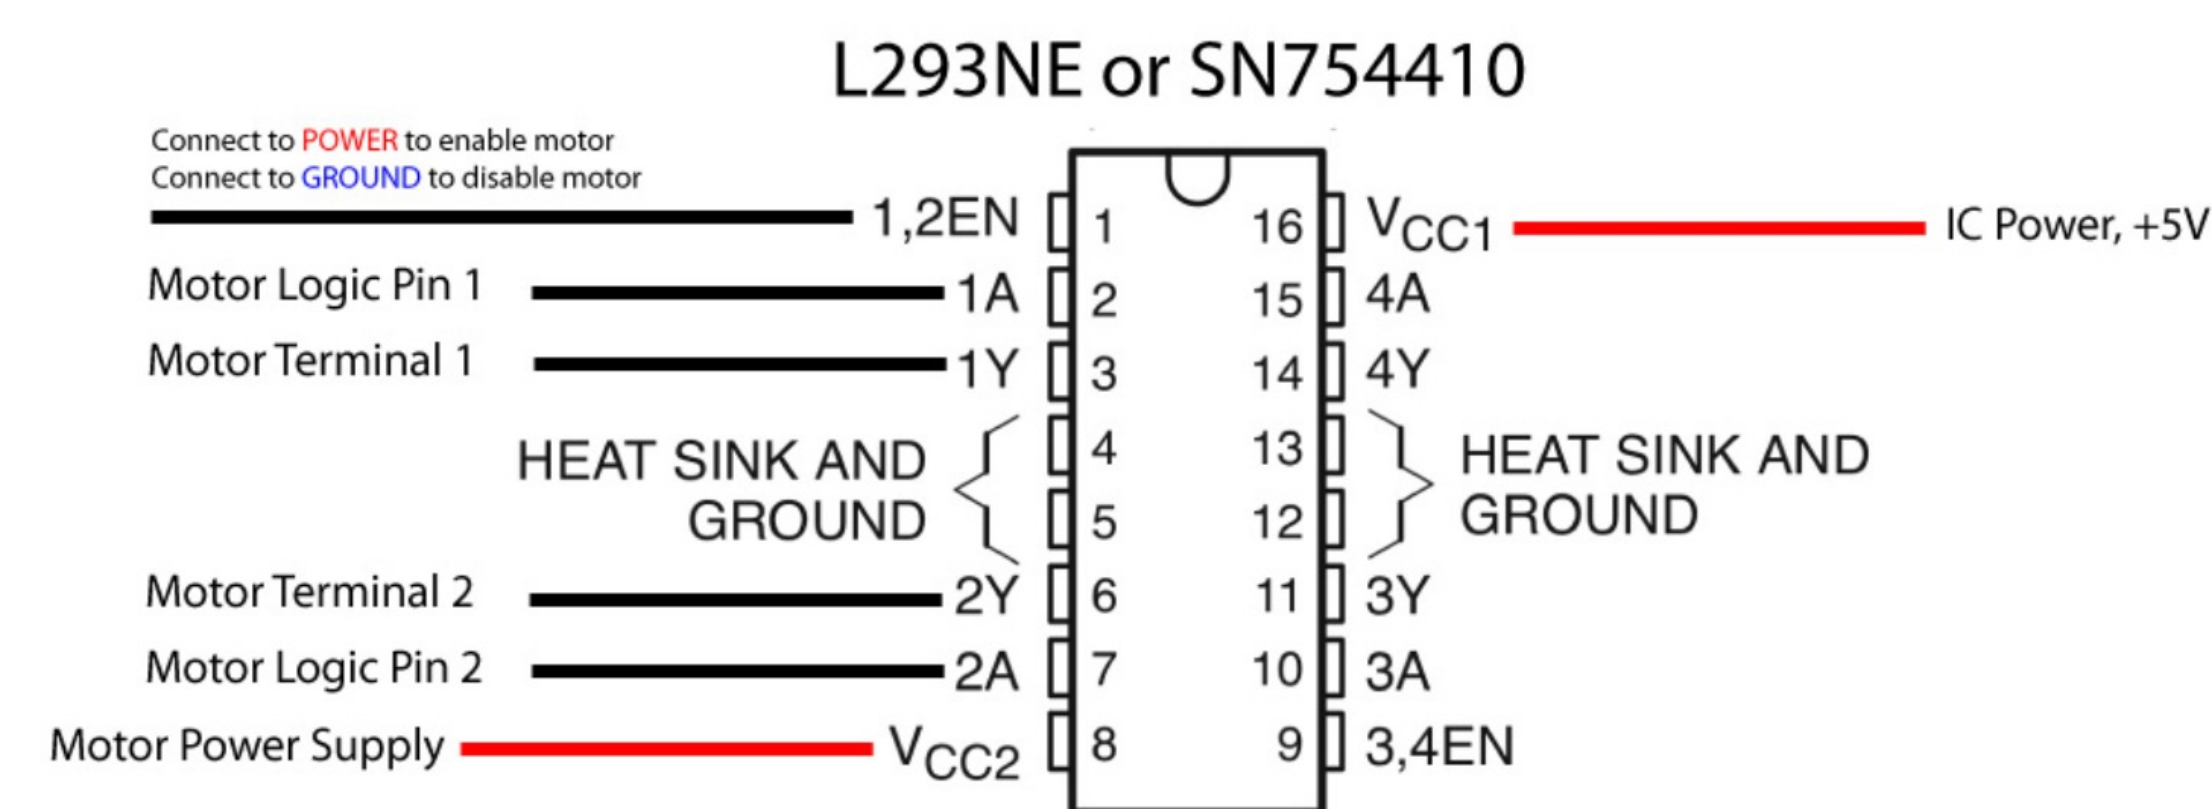 L293NE or SN754410
Connect to POWER to enable motor
Connect to GROUND to disable motor
1,2EN 1 16 VCC1 IC Power, +5V
Motor Logic Pin 1 1A 2 15 4A
Motor Terminal 1 1Y 3 14 4Y
HEAT SINK AND 4 13 HEAT SINK AND
GROUND 5 12 GROUND
Motor Terminal 2 2Y 6 11 3Y
Motor Logic Pin 2 2A 7 10 3A
Motor Power Supply VCC2 8 9 3,4EN